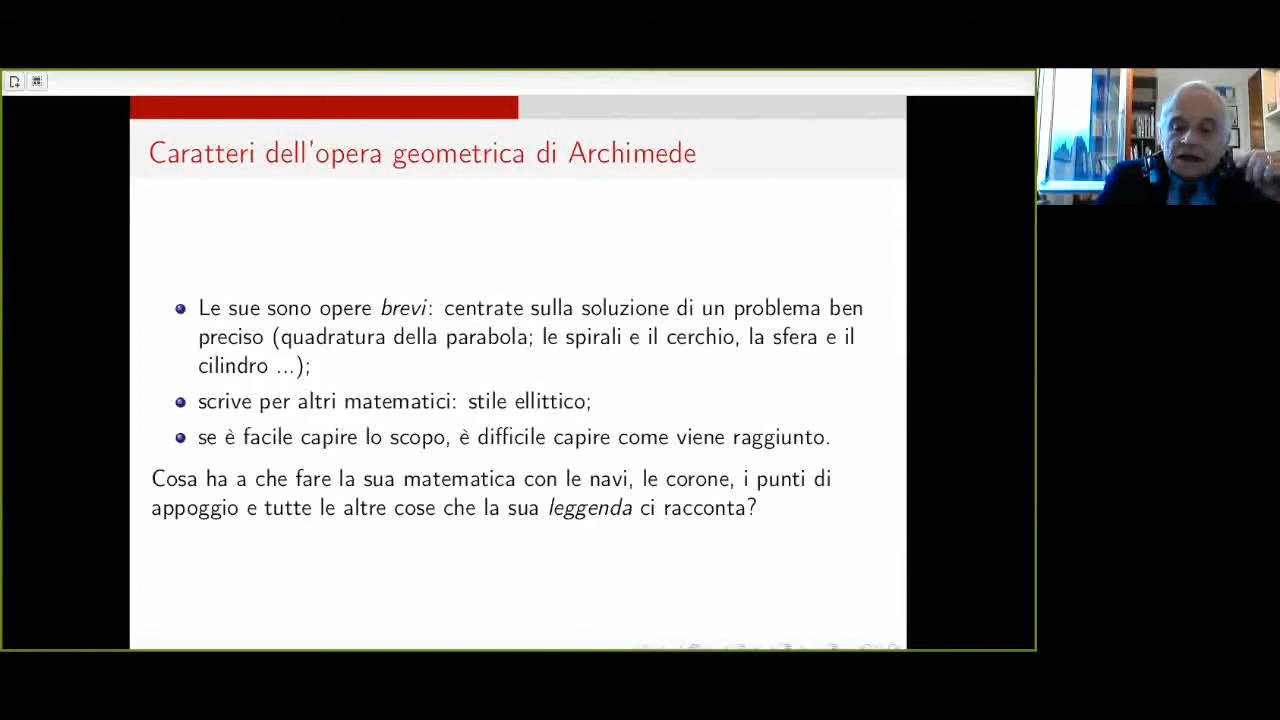 Caratteri dell'opera geometrica di Archimede
Le sue sono opere brevi: centrate sulla soluzione di un problema ben
preciso (quadratura della parabola; le spirali e il cerchio, la sfera e il
cilindro ...);
scrive per altri matematici: stile ellittico;
se è facile capire lo scopo, è difficile capire come viene raggiunto.
Cosa ha a che fare la sua matematica con le navi, le corone, i punti di
appoggio e tutte le altre cose che la sua leggenda ci racconta?